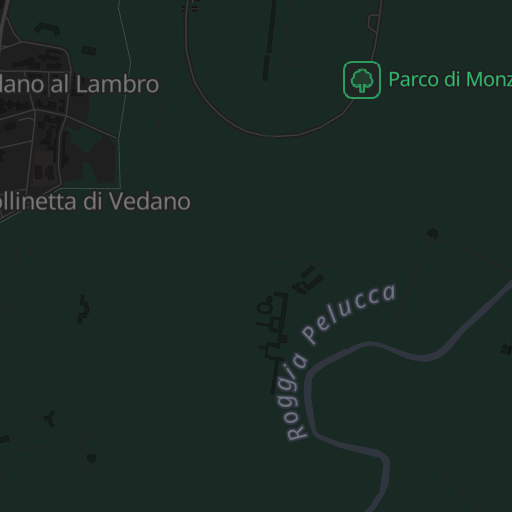 dano al Lambro
Parco di Monz
ollinetta di Vedano
Roggia Pelucca